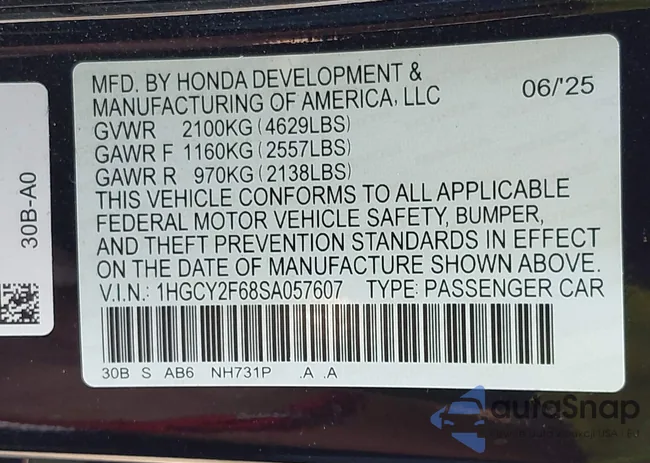 MFD. BY HONDA DEVELOPMENT &
MANUFACTURING OF AMERICA, LLC
06/'25
GVWR 2100KG (4629LBS)
GAWR F 1160KG (2557LBS)
GAWR R 970KG (2138LBS)
THIS VEHICLE CONFORMS TO ALL APPLICABLE
FEDERAL MOTOR VEHICLE SAFETY, BUMPER,
AND THEFT PREVENTION STANDARDS IN EFFECT
ON THE DATE OF MANUFACTURE SHOWN ABOVE.
V.I.N.: 1HGCY2F68SA057607 TYPE: PASSENGER CAR
30B S AB6 NH731P .A .A
30B-A0
autoSnap